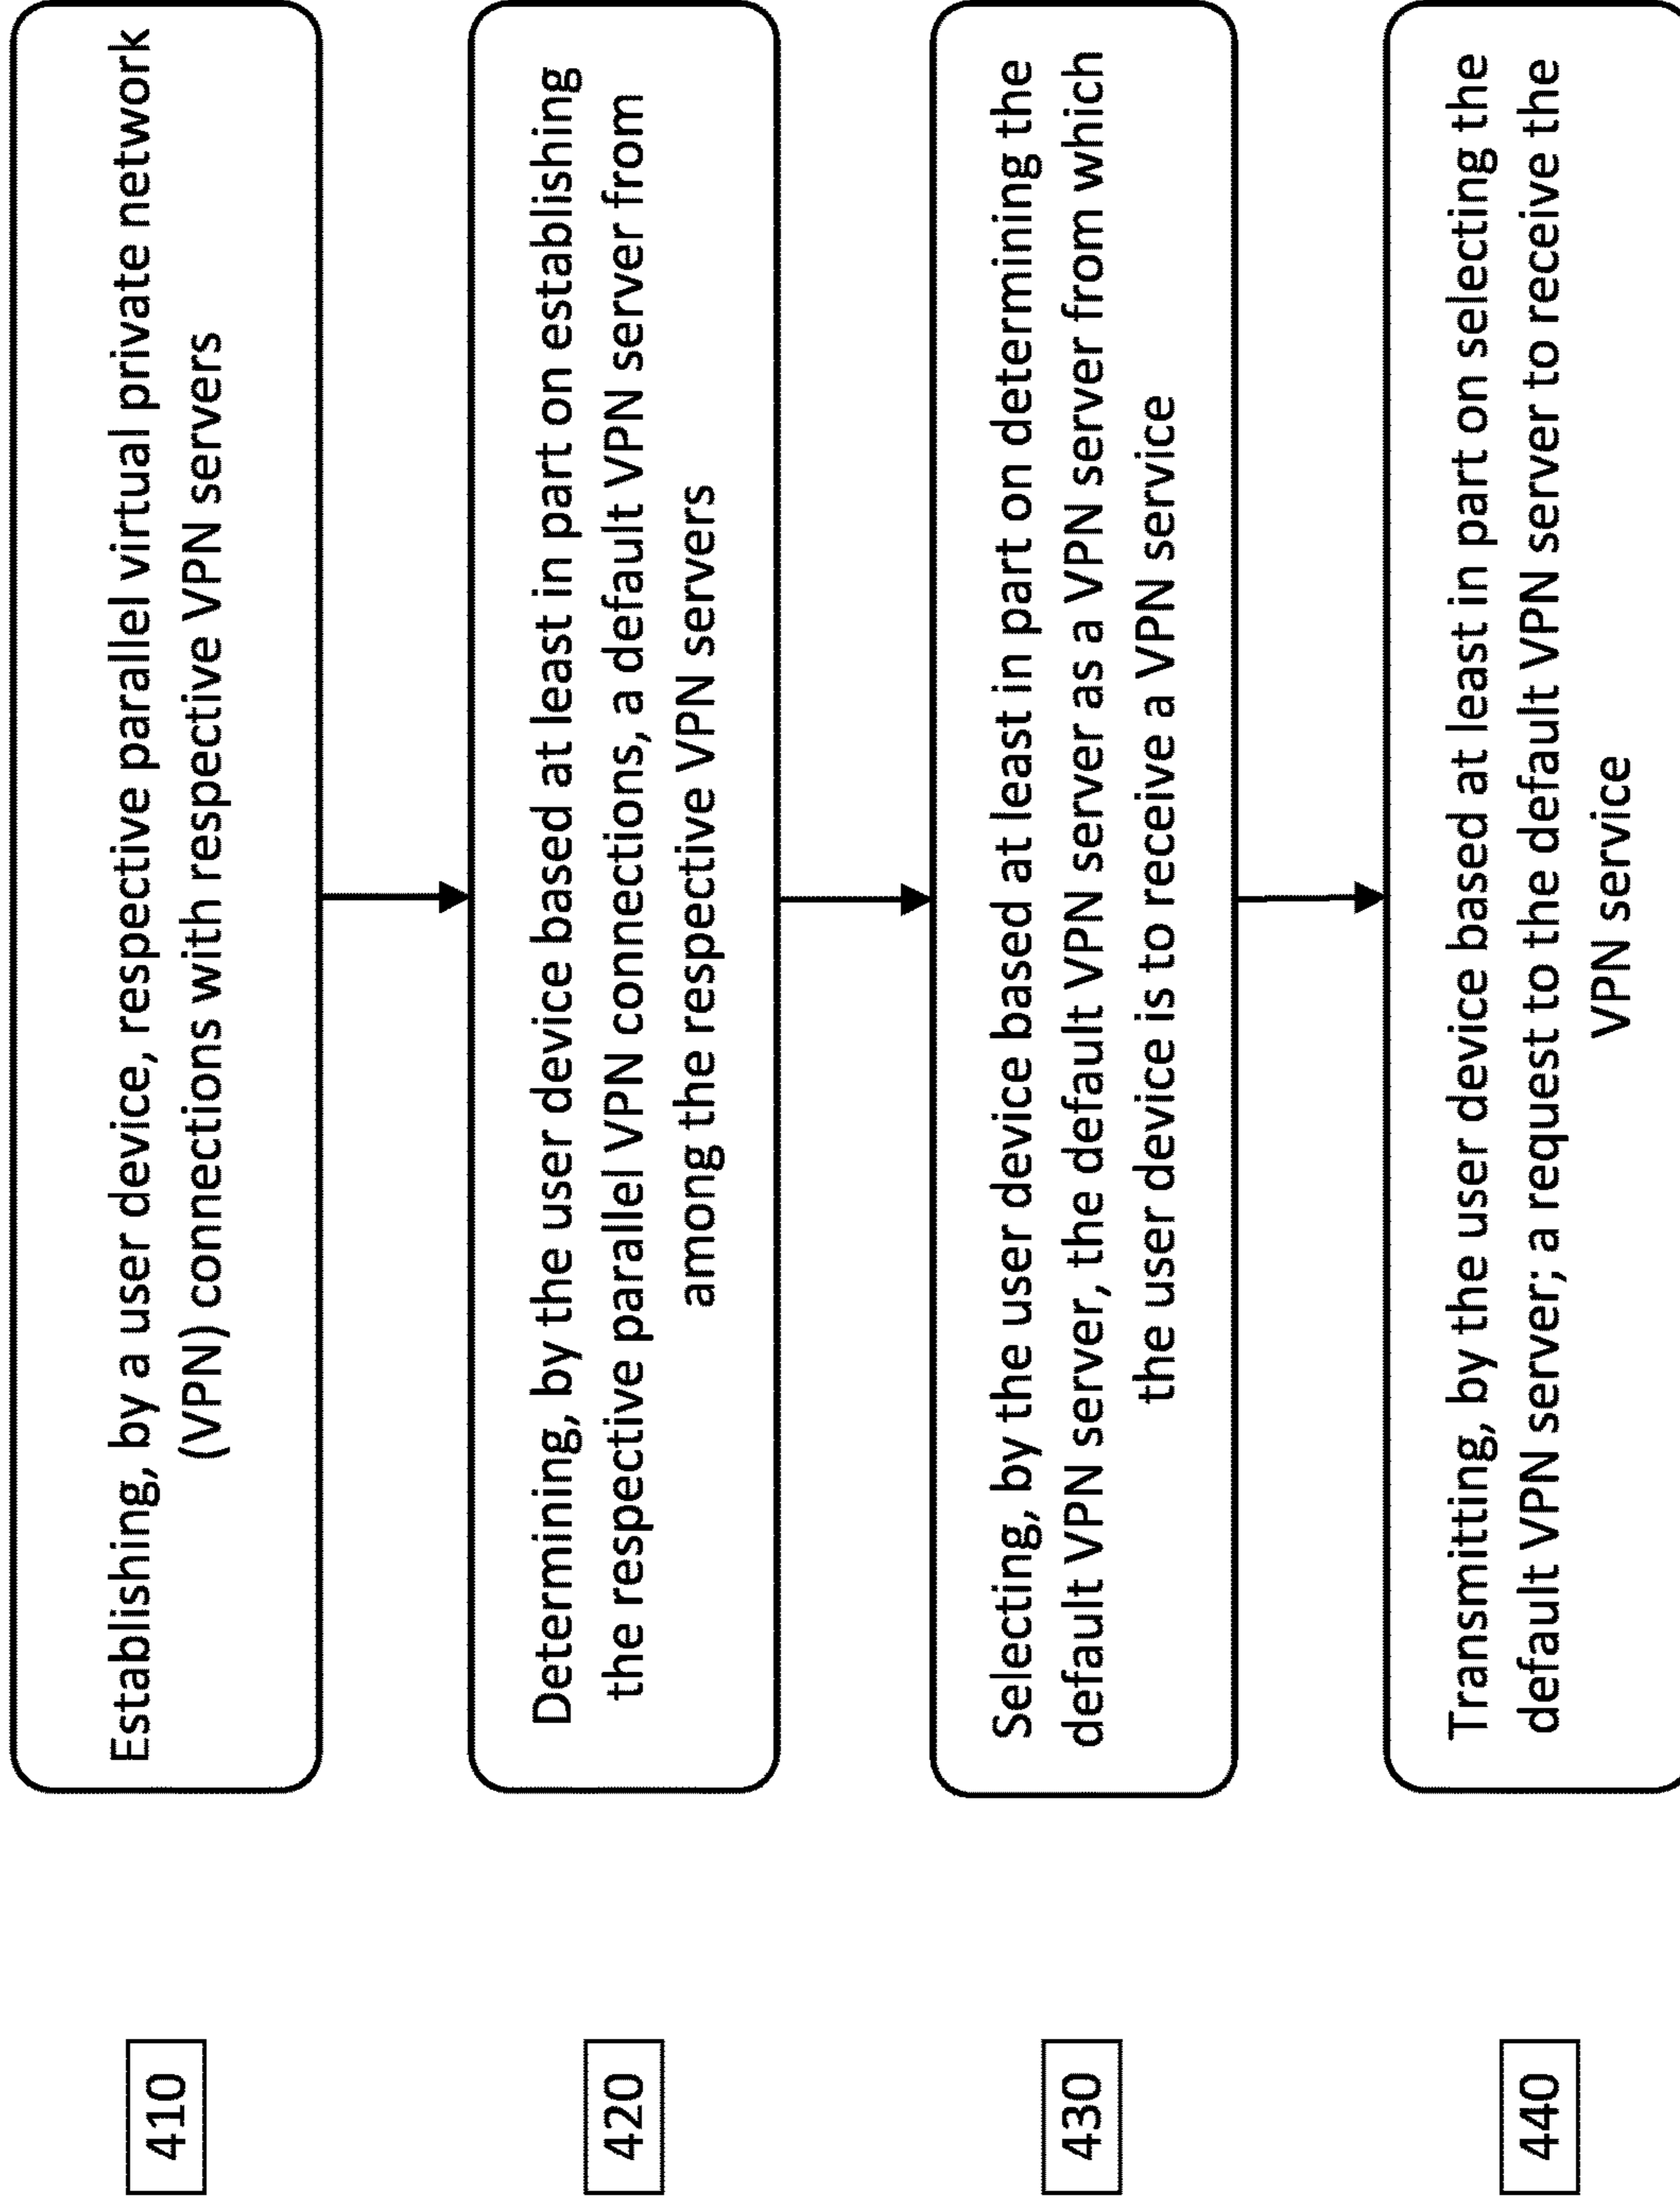 410
Establishing, by a user device, respective parallel virtual private network
(VPN) connections with respective VPN servers
420
Determining, by the user device based at least in part on establishing
the respective parallel VPN connections, a default VPN server from
among the respective VPN servers
430
Selecting, by the user device based at least in part on determining the
default VPN server, the default VPN server as a VPN server from which
the user device is to receive a VPN service
440
Transmitting, by the user device based at least in part on selecting the
default VPN server; a request to the default VPN server to receive the
VPN service